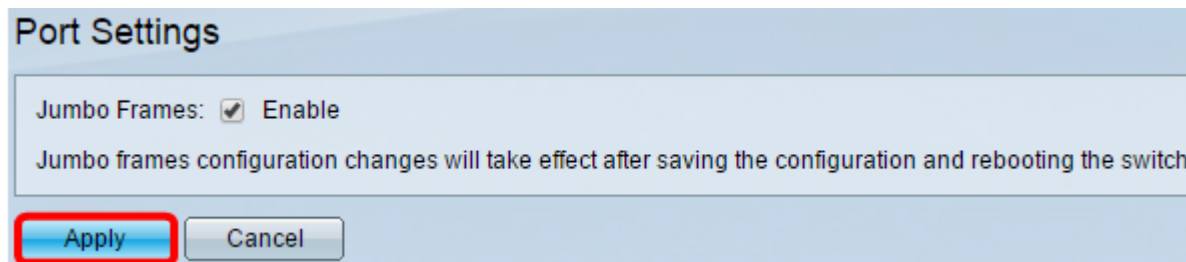 Port Settings
Jumbo Frames: Enable
Jumbo frames configuration changes will take effect after saving the configuration and rebooting the switch
Apply Cancel